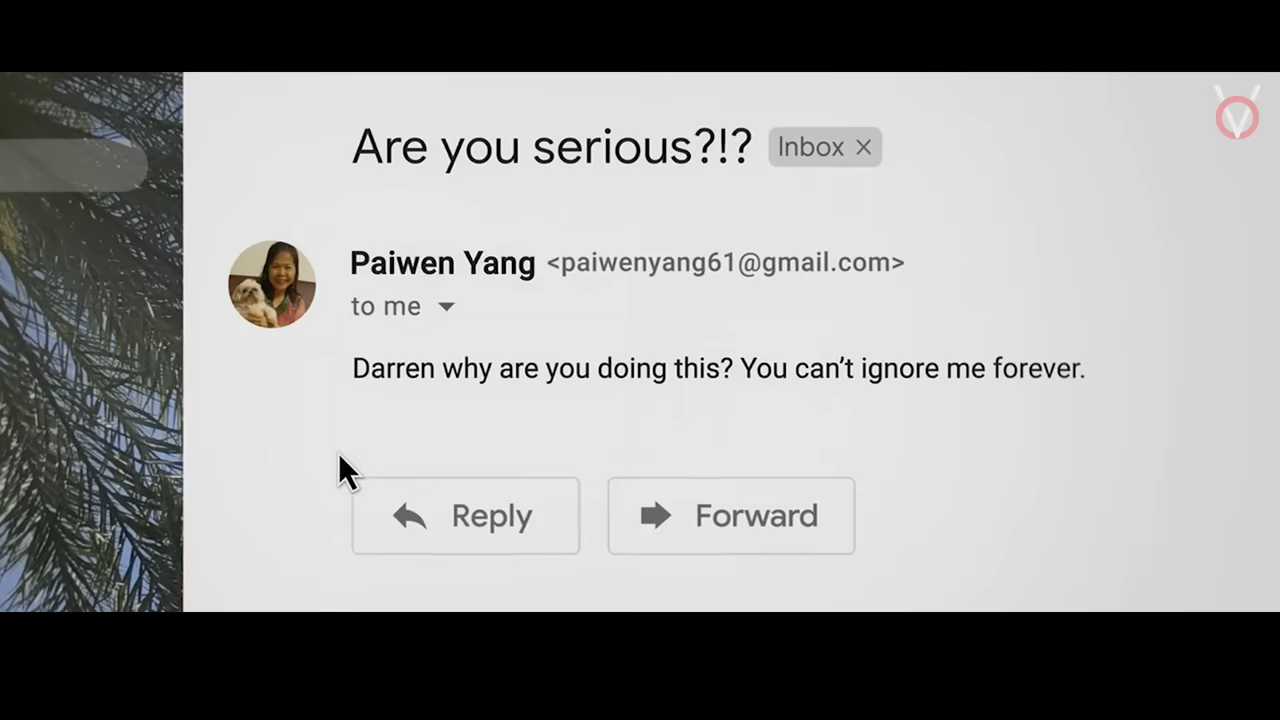 Are you serious?!? Inbox ×
Paiwen Yang <paiwenyang61@gmail.com>
to me
Darren why are you doing this? You can’t ignore me forever.
Reply Forward